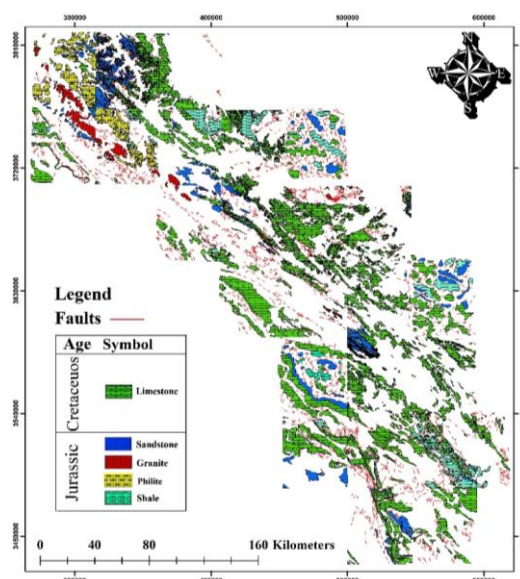 300000 400000 500000 600000
3810000
3720000
3630000
3540000
3450000
N
W E
S
Legend
Faults
Age Symbol
Cretaceuos
Limestone
Jurassic
Sandstone
Granite
Philite
Shale
0 40 80 160 Kilometers